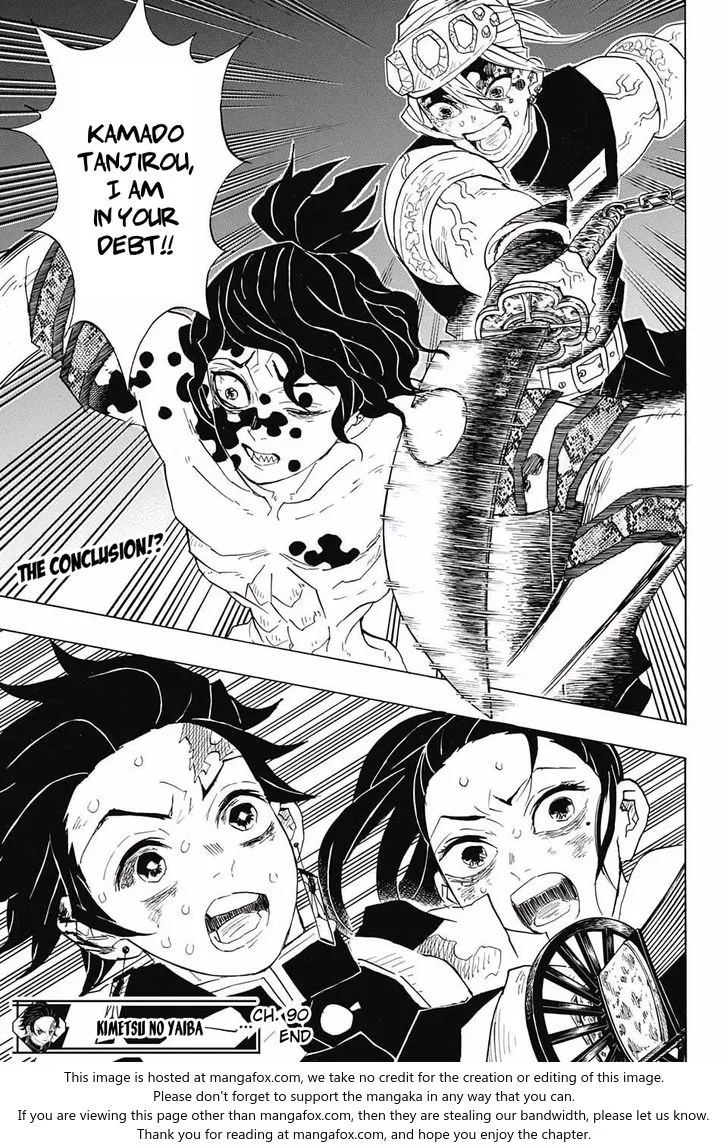 KAMADO
TANJIROU,
I AM
IN YOUR
DEBT!!
THE CONCLUSION!?
KIMETSU NO YAIBA
... CH. 90
END
This image is hosted at mangafox.com, we take no credit for the creation or editing of this image.
Please don't forget to support the mangaka in any way that you can.
If you are viewing this page other than mangafox.com, then they are stealing our bandwidth, please let us know.
Thank you for reading at mangafox.com, and hope you enjoy the chapter.